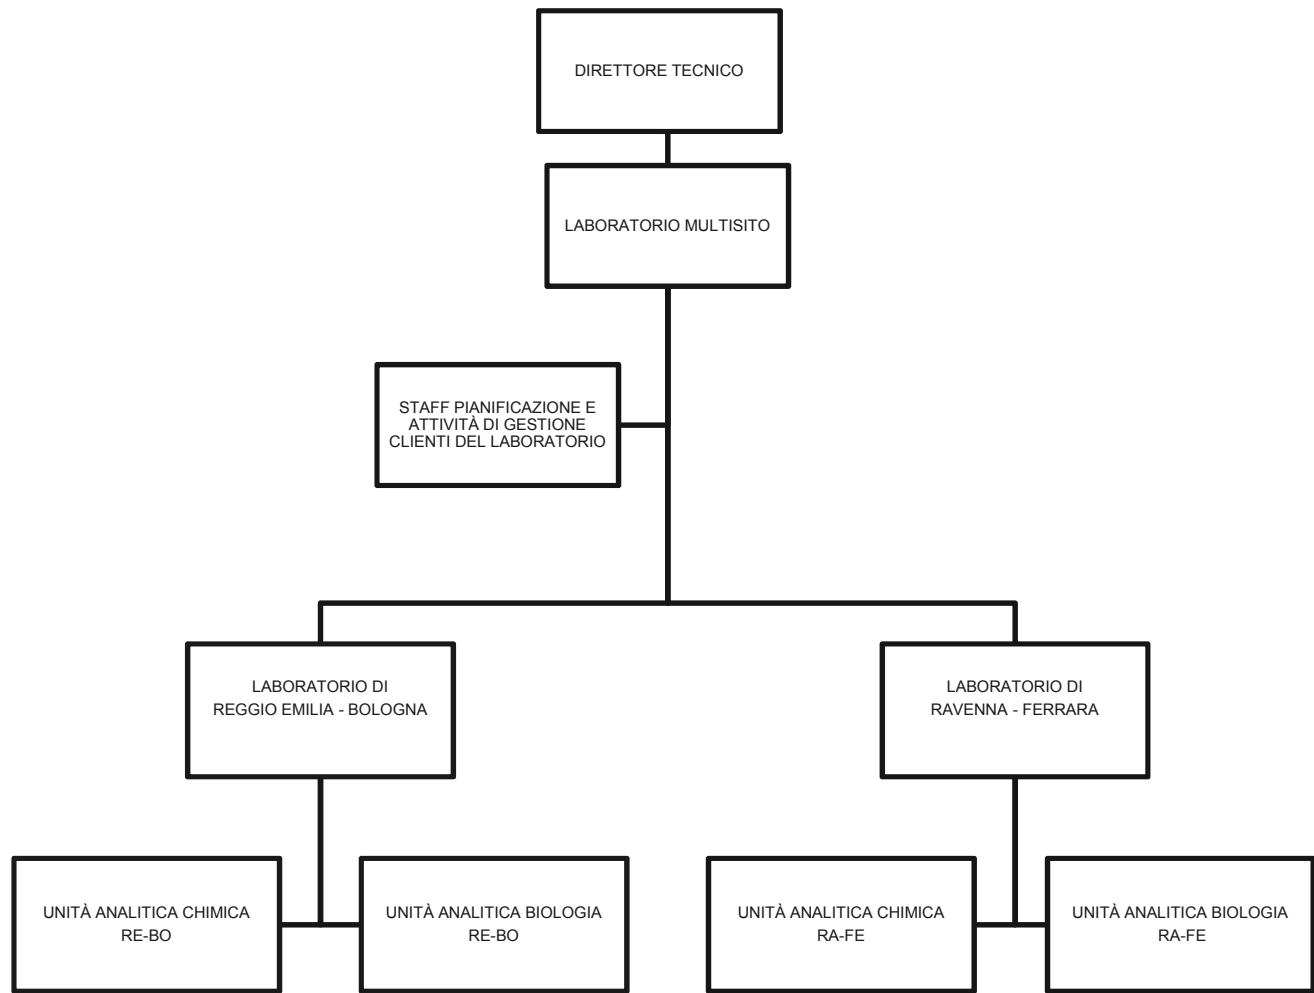 DIRETTORE TECNICO
LABORATORIO MULTISITO
STAFF PIANIFICAZIONE E
ATTIVITÀ DI GESTIONE
CLIENTI DEL LABORATORIO
LABORATORIO DI
REGGIO EMILIA - BOLOGNA
LABORATORIO DI
RAVENNA - FERRARA
UNITÀ ANALITICA CHIMICA
RE-BO
UNITÀ ANALITICA BIOLOGIA
RE-BO
UNITÀ ANALITICA CHIMICA
RA-FE
UNITÀ ANALITICA BIOLOGIA
RA-FE